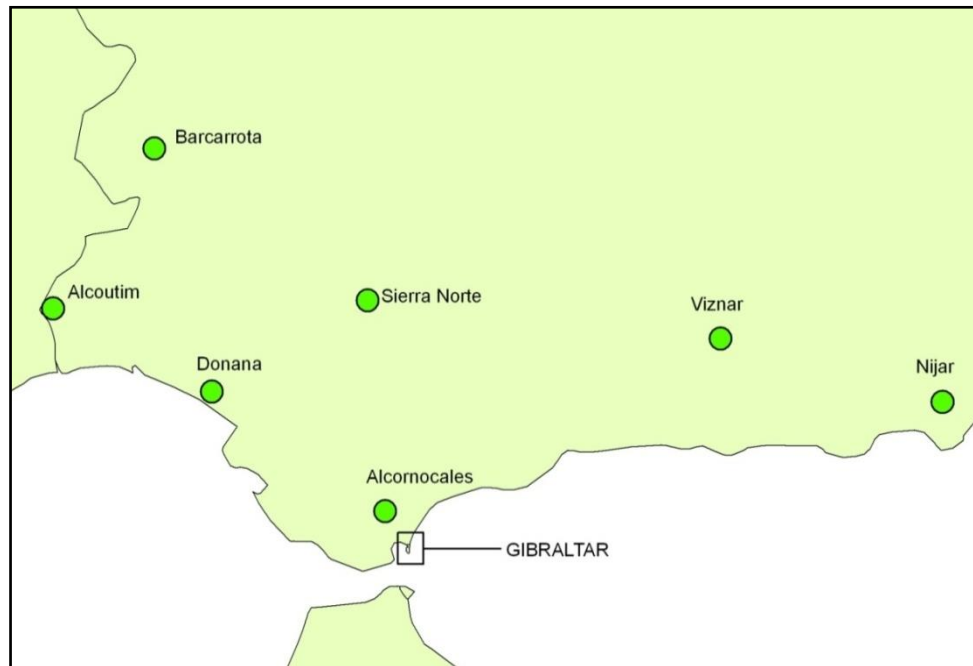 Barcarrota
Alcoutim
Sierra Norte
Viznar
Donana
Nijar
Alcornocales
GIBRALTAR